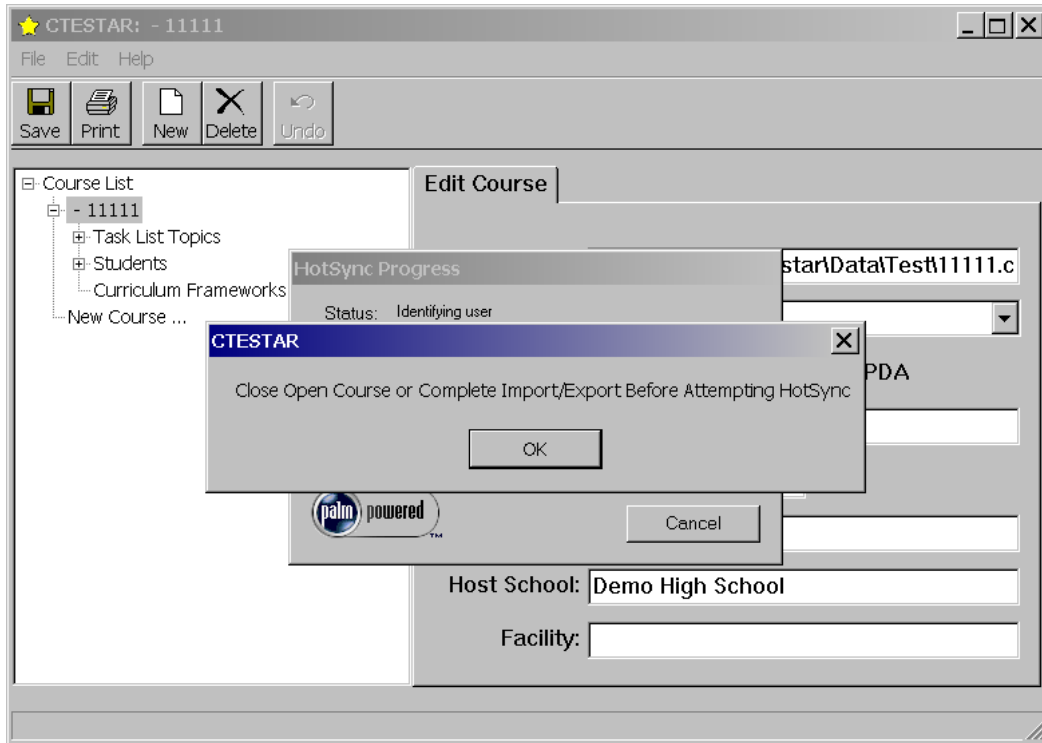 CTESTAR: - 11111
File Edit Help
Save Print New Delete Undo
Course List
- 11111
Task List Topics
Students
Curriculum Frameworks
New Course ...
Edit Course
star\Data\Test\11111.c
PDA
HotSync Progress
Status: Identifying user
CTESTAR
Close Open Course or Complete Import/Export Before Attempting HotSync
OK
palm powered TM
Cancel
Host School: Demo High School
Facility: